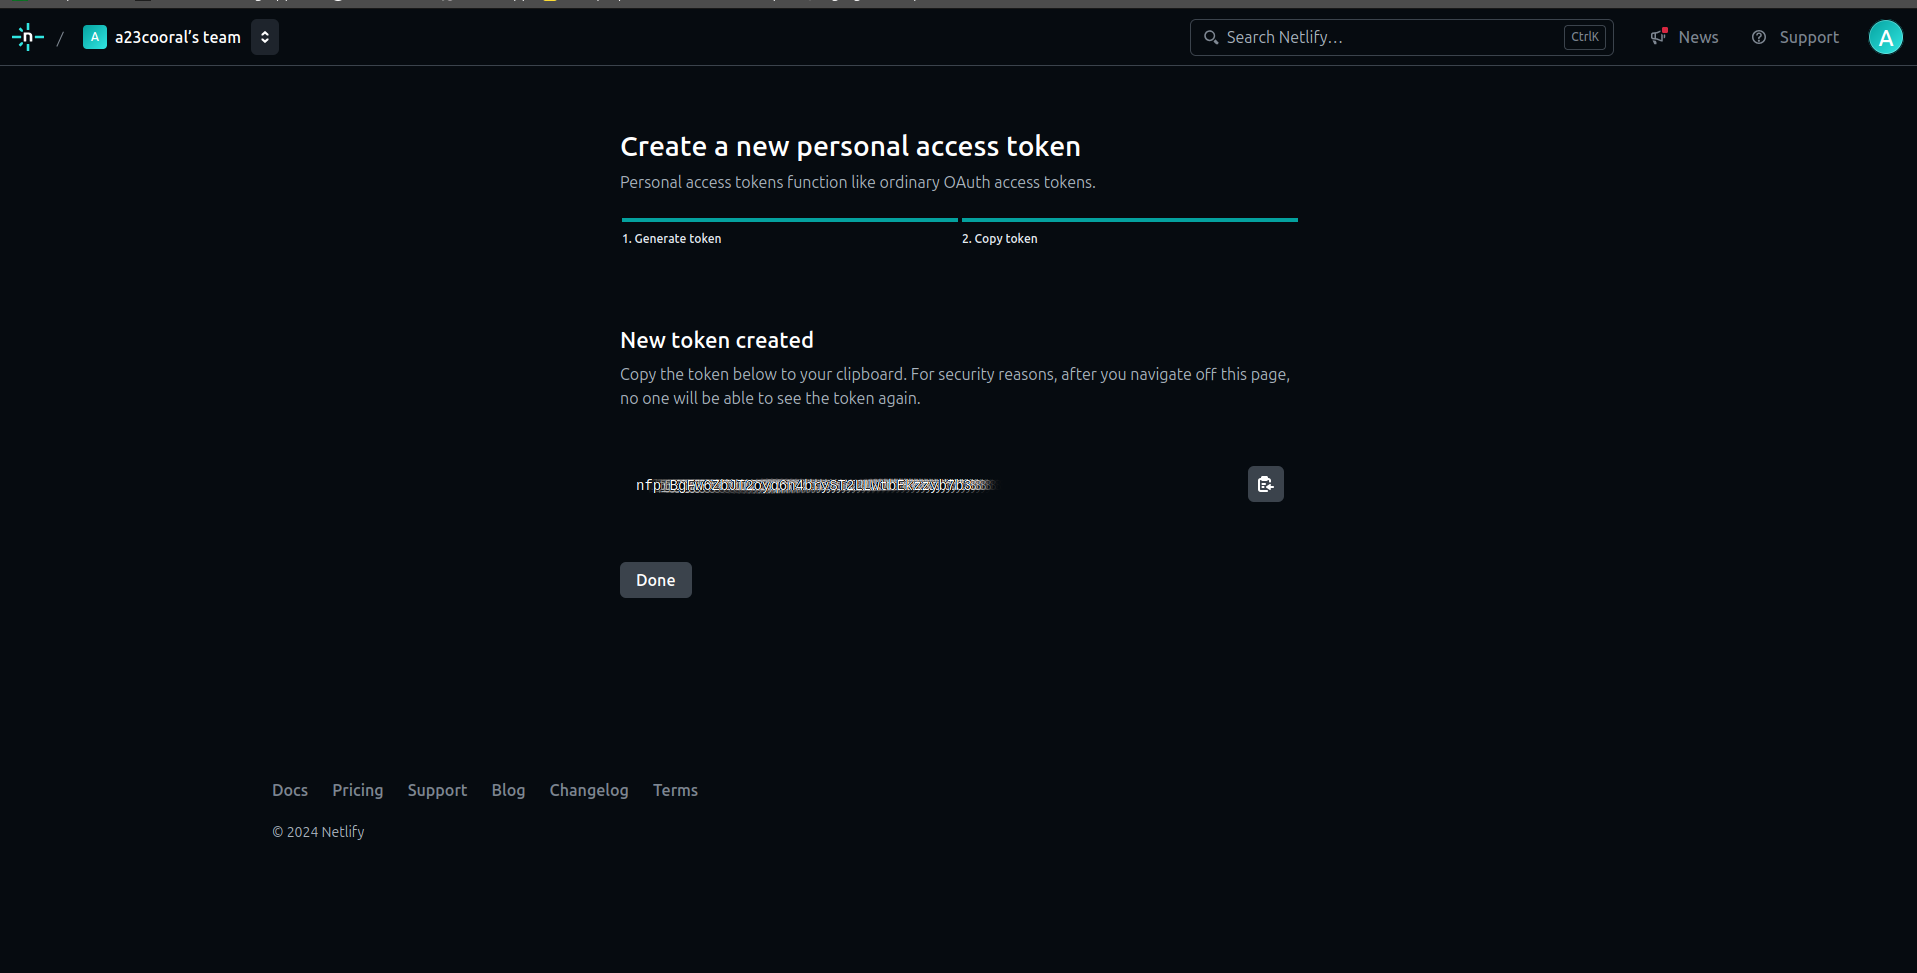 a23cooral's team
A
Search Netlify...
CtrlK
News
Support
A
Create a new personal access token
Personal access tokens function like ordinary OAuth access tokens.
1. Generate token
2. Copy token
New token created
Copy the token below to your clipboard. For security reasons, after you navigate off this page,
no one will be able to see the token again.
Done
Docs Pricing Support Blog Changelog Terms
© 2024 Netlify